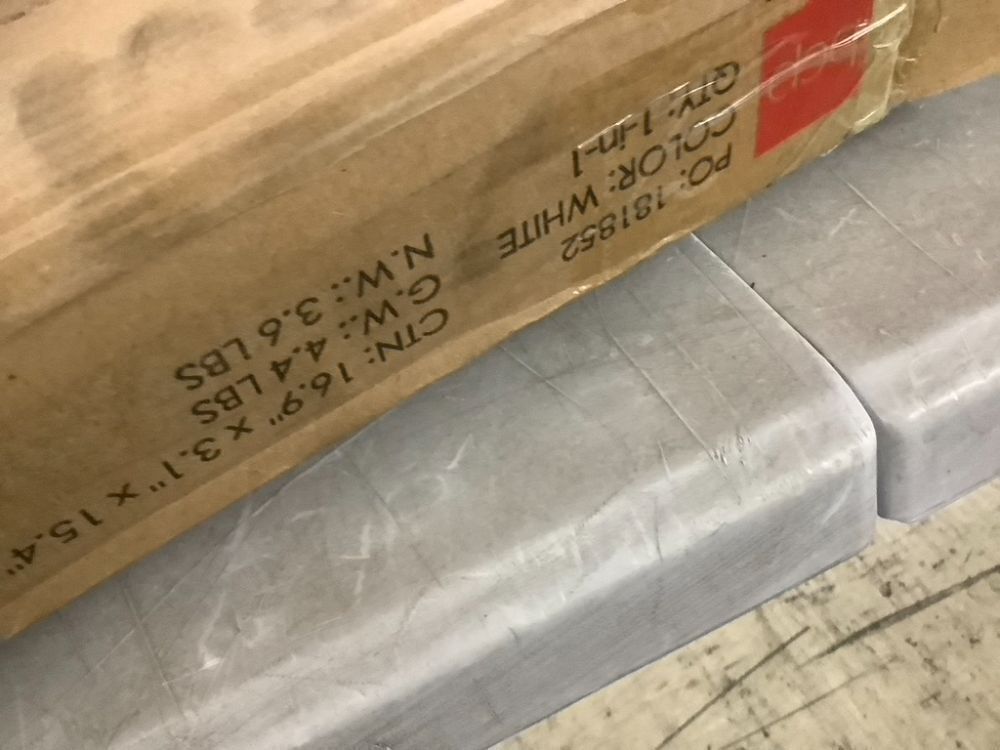 PO: 181852
COLOR: WHITE
QTY: 1-in-1
CTN: 16.9" x 3.1" x 15.4"
G.W.: 4.4 LBS
N.W.: 3.6 LBS